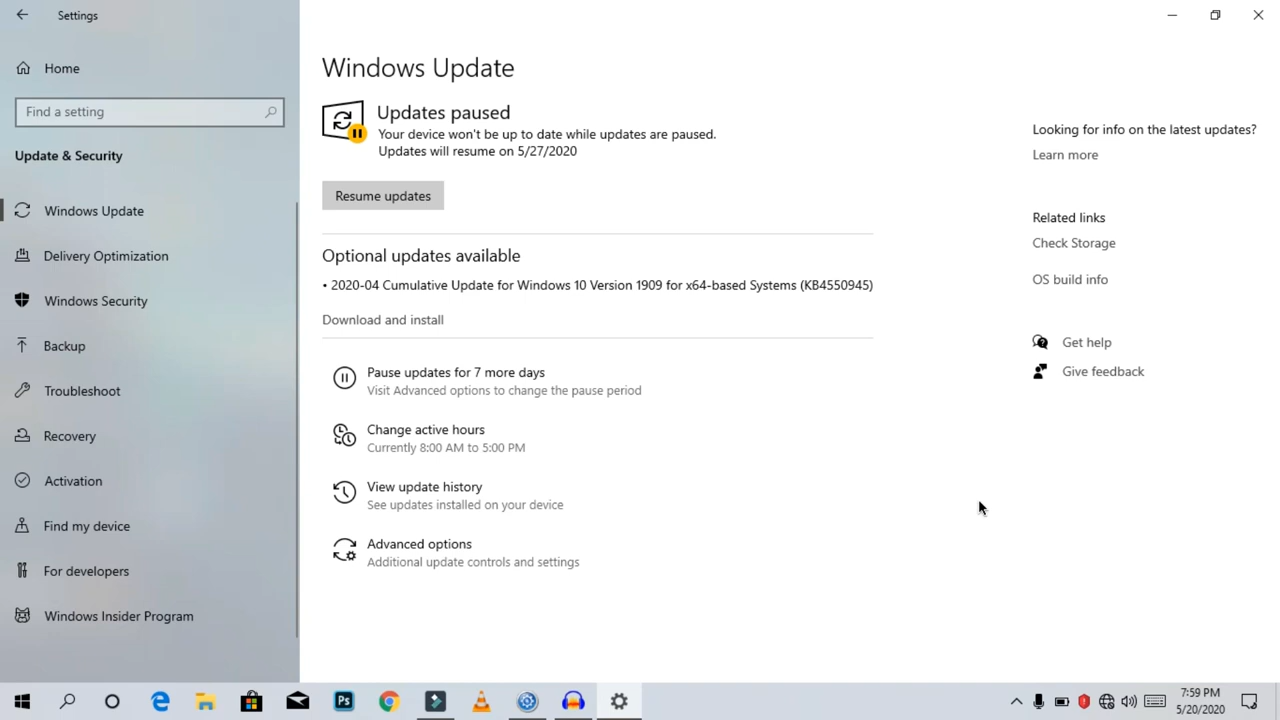 Settings
Home
Find a setting
Update & Security
Windows Update
Delivery Optimization
Windows Security
Backup
Troubleshoot
Recovery
Activation
Find my device
For developers
Windows Insider Program
Windows Update
Updates paused
Your device won't be up to date while updates are paused.
Updates will resume on 5/27/2020
Resume updates
Optional updates available
• 2020-04 Cumulative Update for Windows 10 Version 1909 for x64-based Systems (KB4550945)
Download and install
Pause updates for 7 more days
Visit Advanced options to change the pause period
Change active hours
Currently 8:00 AM to 5:00 PM
View update history
See updates installed on your device
Advanced options
Additional update controls and settings
Looking for info on the latest updates?
Learn more
Related links
Check Storage
OS build info
Get help
Give feedback
Ps
7:59 PM
5/20/2020